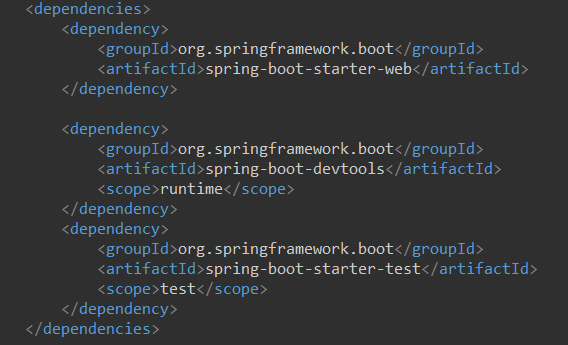 <dependencies>
    <dependency>
        <groupId>org.springframework.boot</groupId>
        <artifactId>spring-boot-starter-web</artifactId>
    </dependency>

    <dependency>
        <groupId>org.springframework.boot</groupId>
        <artifactId>spring-boot-devtools</artifactId>
        <scope>runtime</scope>
    </dependency>
    <dependency>
        <groupId>org.springframework.boot</groupId>
        <artifactId>spring-boot-starter-test</artifactId>
        <scope>test</scope>
    </dependency>
</dependencies>